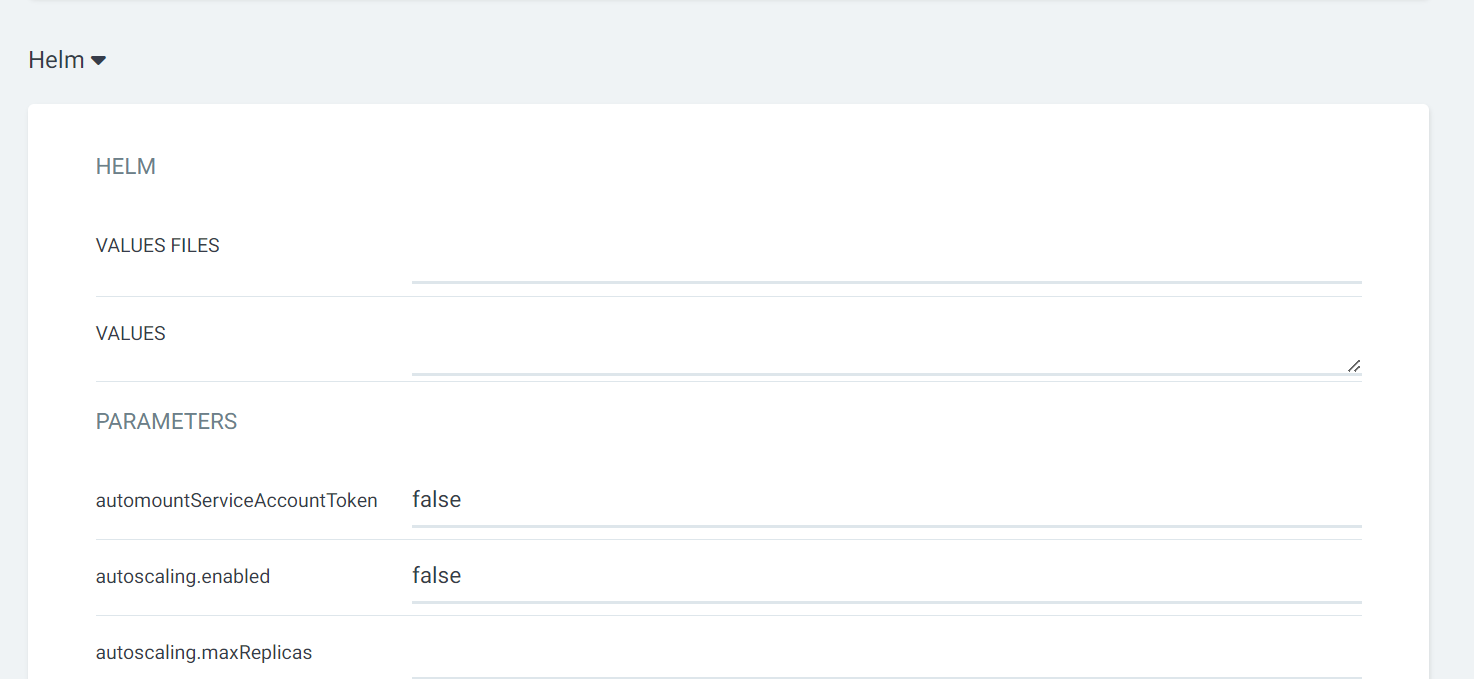 Helm
HELM
VALUES FILES
VALUES
PARAMETERS
automountServiceAccountToken false
autoscaling.enabled false
autoscaling.maxReplicas